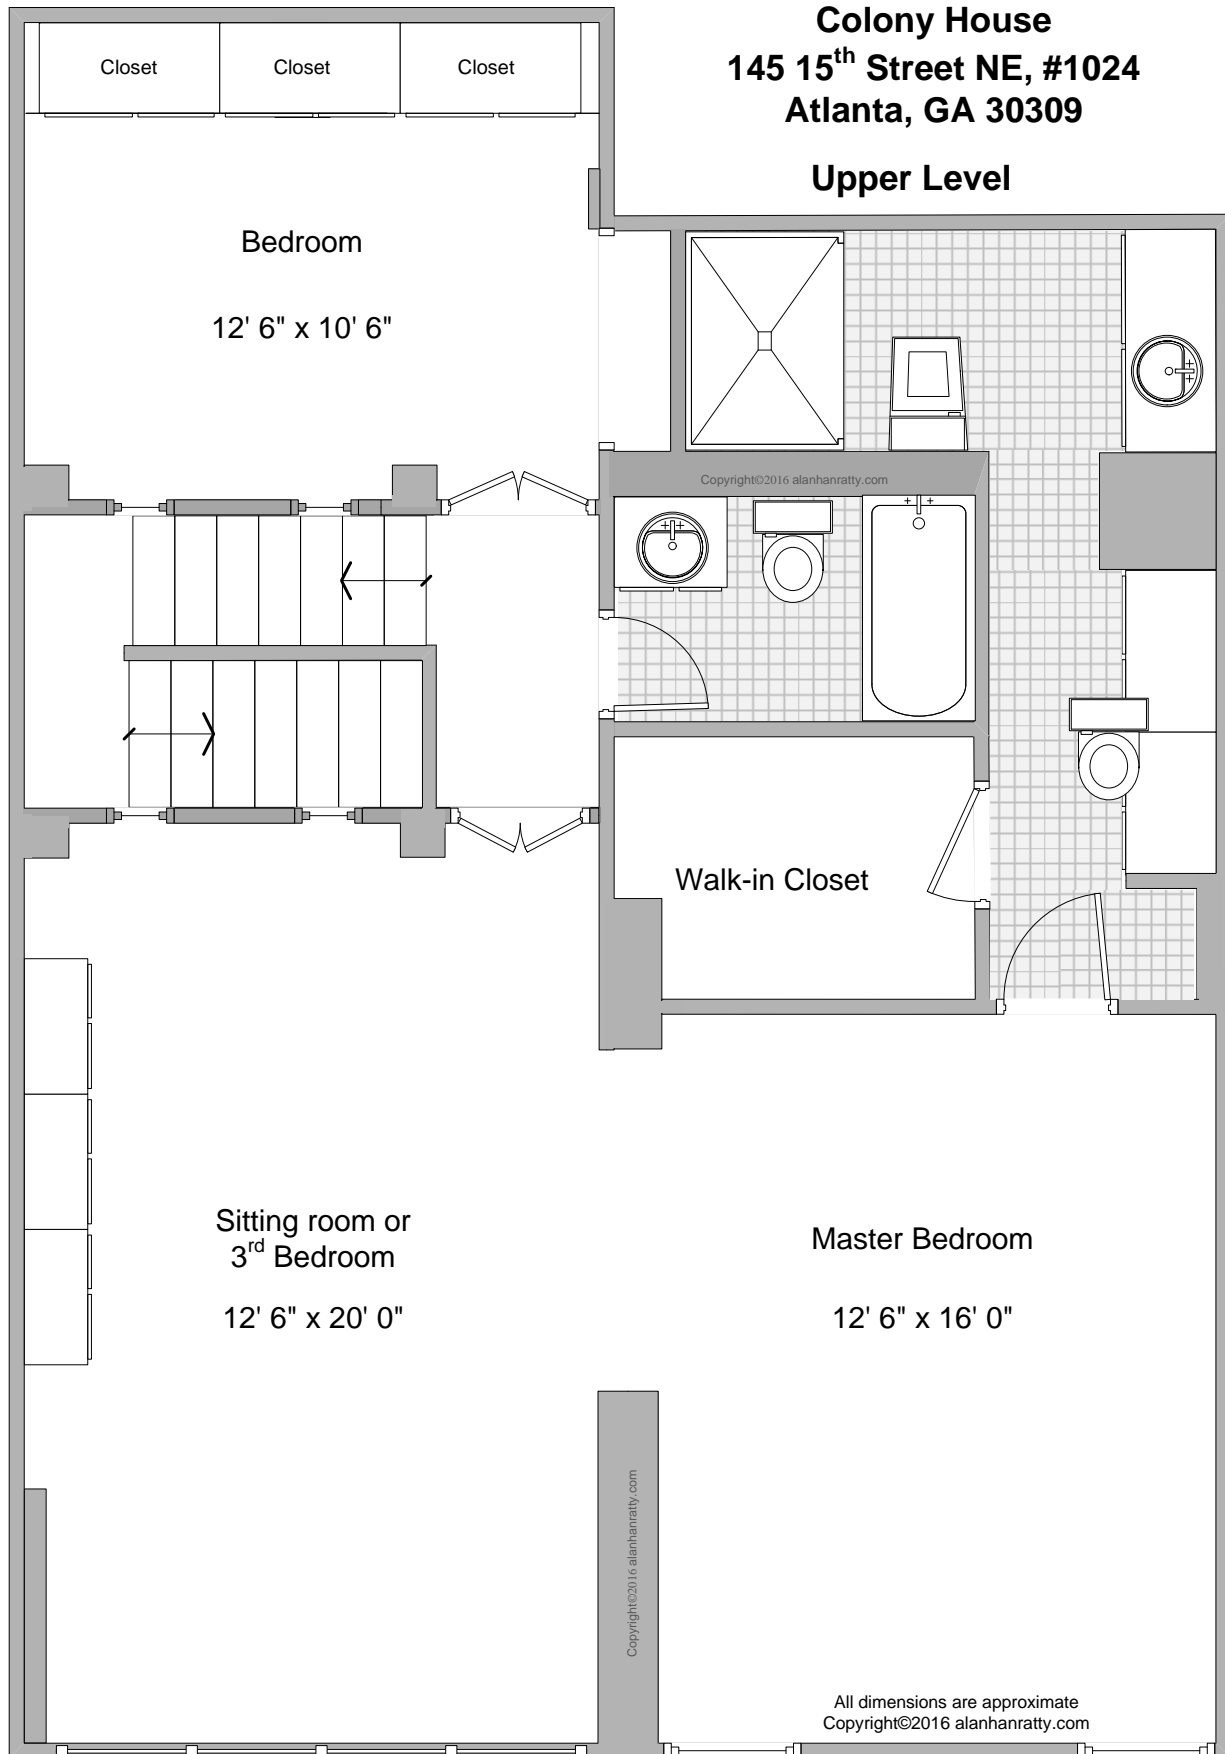 Colony House
145 15th Street NE, #1024
Atlanta, GA 30309
Upper Level
Closet
Closet
Closet
Bedroom
12' 6" x 10' 6"
Copyright©2016 alanhanratty.com
Walk-in Closet
Sitting room or
3rd Bedroom
12' 6" x 20' 0"
Master Bedroom
12' 6" x 16' 0"
Copyright©2016 alanhanratty.com
All dimensions are approximate
Copyright©2016 alanhanratty.com